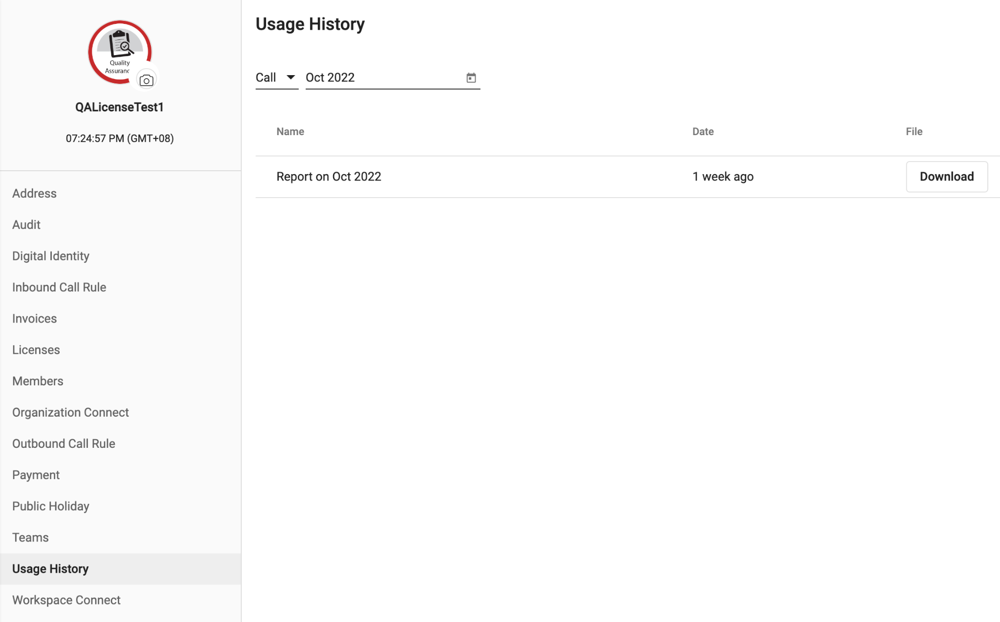 Quality
Assuranc
QALicenseTest1
07:24:57 PM (GMT+08)
Address
Audit
Digital Identity
Inbound Call Rule
Invoices
Licenses
Members
Organization Connect
Outbound Call Rule
Payment
Public Holiday
Teams
Usage History
Workspace Connect
Usage History
Call Oct 2022
Name Date File
Report on Oct 2022 1 week ago Download